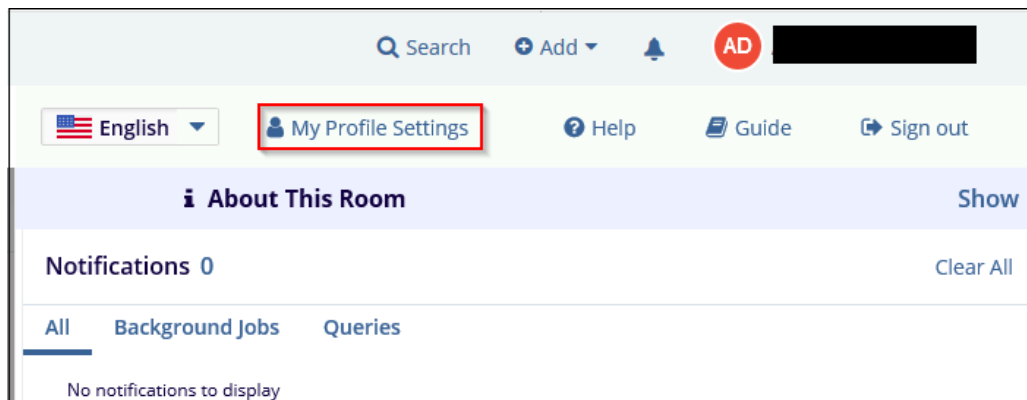 Search Add AD
English My Profile Settings Help Guide Sign out
i About This Room Show
Notifications 0 Clear All
All Background Jobs Queries
No notifications to display